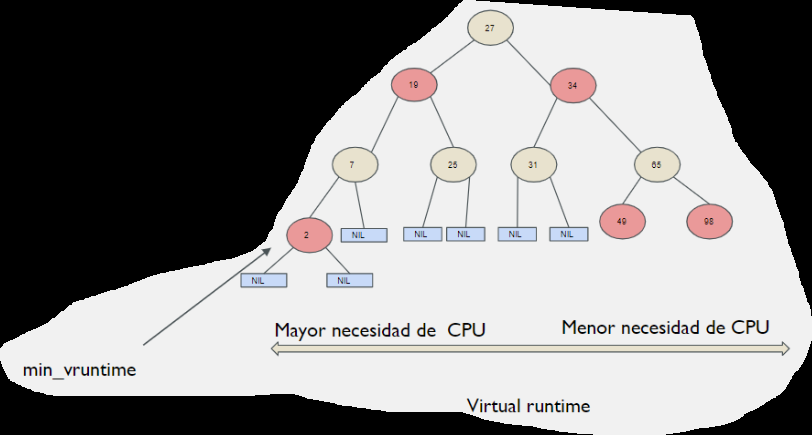 27
19
34
7
25
31
65
2
NIL
NIL
NIL
NIL
NIL
49
98
NIL
NIL
Mayor necesidad de CPU
Menor necesidad de CPU
min_vruntime
Virtual runtime